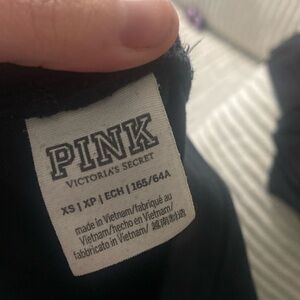 PINK
VICTORIA'S SECRET
XS | XP | ECH | 165/64A
made in Vietnam/fabriqué au
Vietnam/hecho en Vietnam/
fabbricato in Vietnam/越南制造